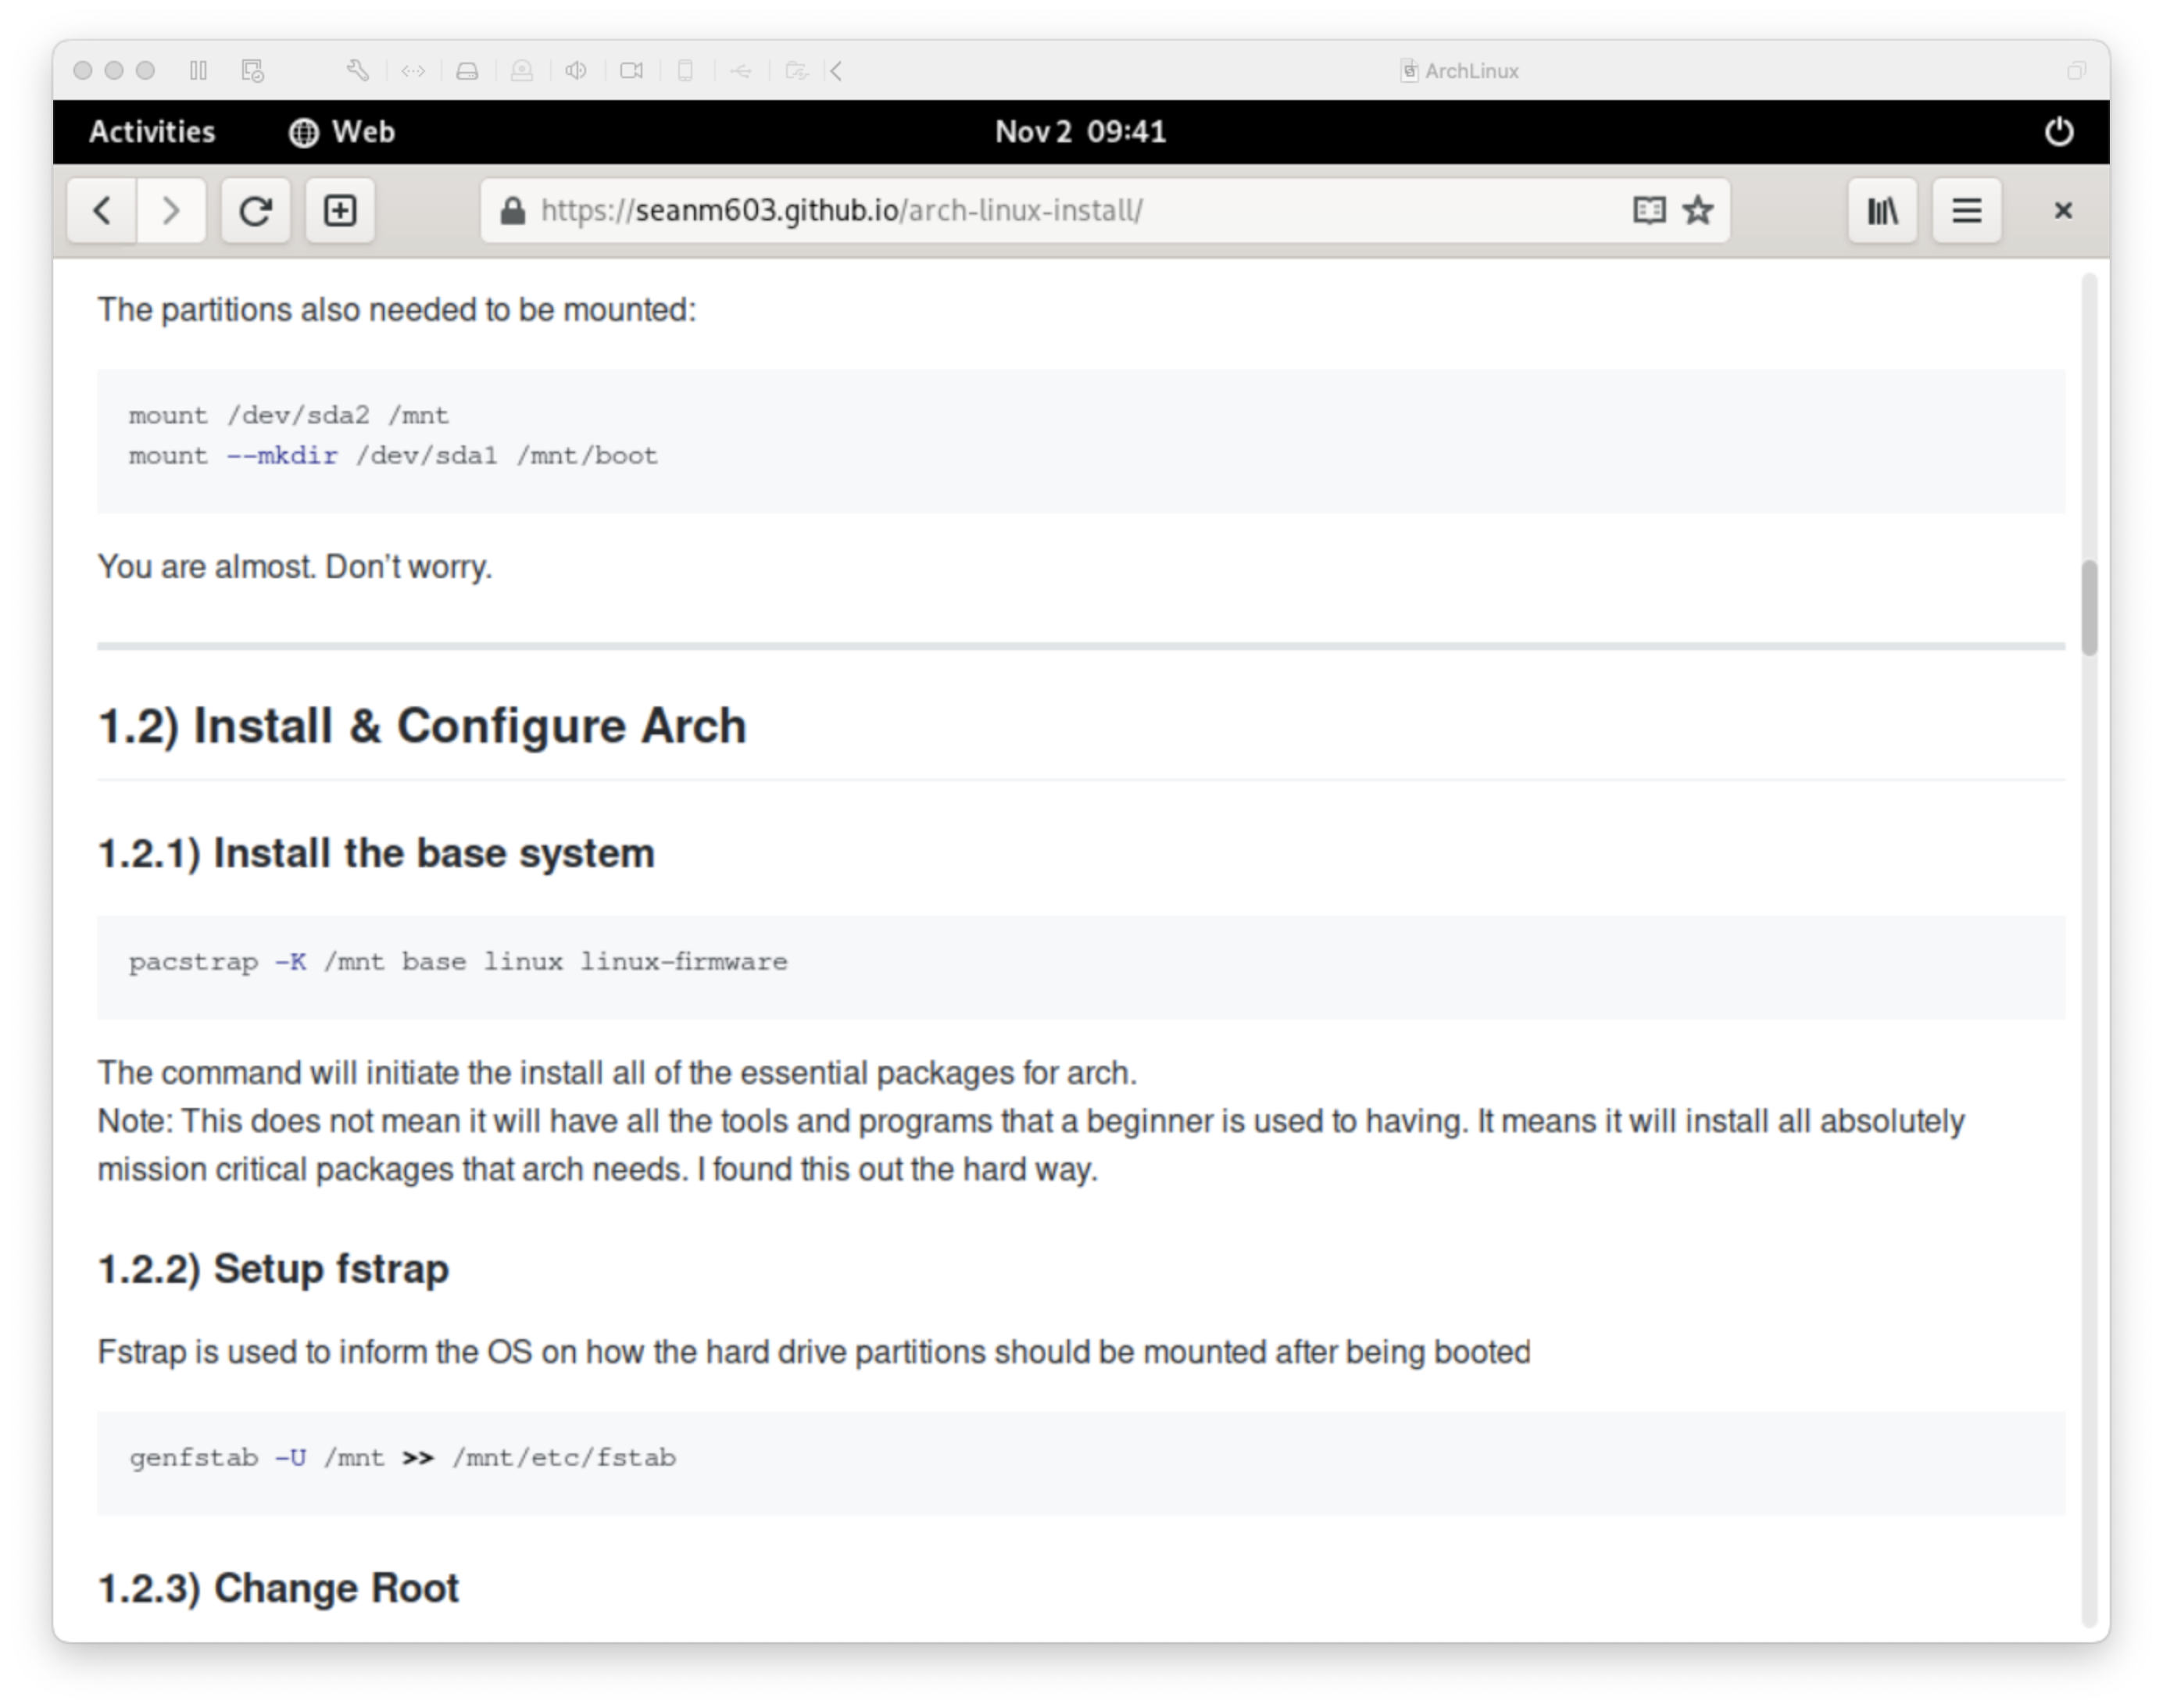 ArchLinux
Activities Web Nov 2 09:41
https://seanm603.github.io/arch-linux-install/
The partitions also needed to be mounted:
mount /dev/sda2 /mnt
mount --mkdir /dev/sda1 /mnt/boot
You are almost. Don't worry.
1.2) Install & Configure Arch
1.2.1) Install the base system
pacstrap -K /mnt base linux linux-firmware
The command will initiate the install all of the essential packages for arch.
Note: This does not mean it will have all the tools and programs that a beginner is used to having. It means it will install all absolutely
mission critical packages that arch needs. I found this out the hard way.
1.2.2) Setup fstrap
Fstrap is used to inform the OS on how the hard drive partitions should be mounted after being booted
genfstab -U /mnt >> /mnt/etc/fstab
1.2.3) Change Root